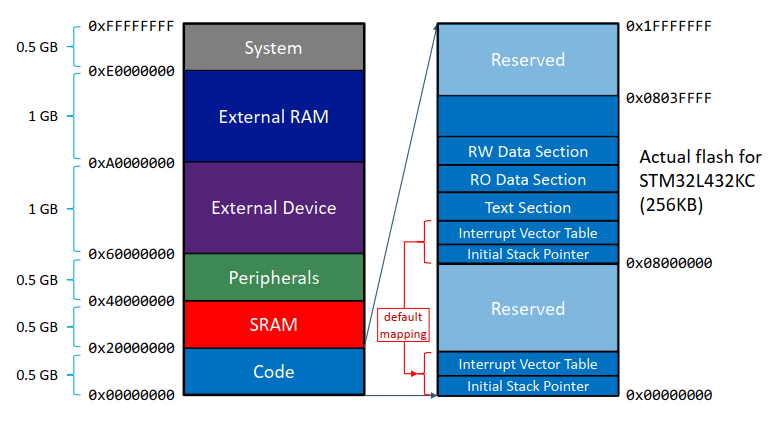 0xFFFFFFFF
0.5 GB
System
0xE0000000
1 GB
External RAM
0xA0000000
1 GB
External Device
0x60000000
0.5 GB
Peripherals
0x40000000
0.5 GB
SRAM
0x20000000
0.5 GB
Code
0x00000000
0x1FFFFFFF
Reserved
0x0803FFFF
RW Data Section
RO Data Section
Text Section
Interrupt Vector Table
Initial Stack Pointer
0x08000000
Actual flash for
STM32L432KC
(256KB)
default
mapping
Reserved
Interrupt Vector Table
Initial Stack Pointer
0x00000000